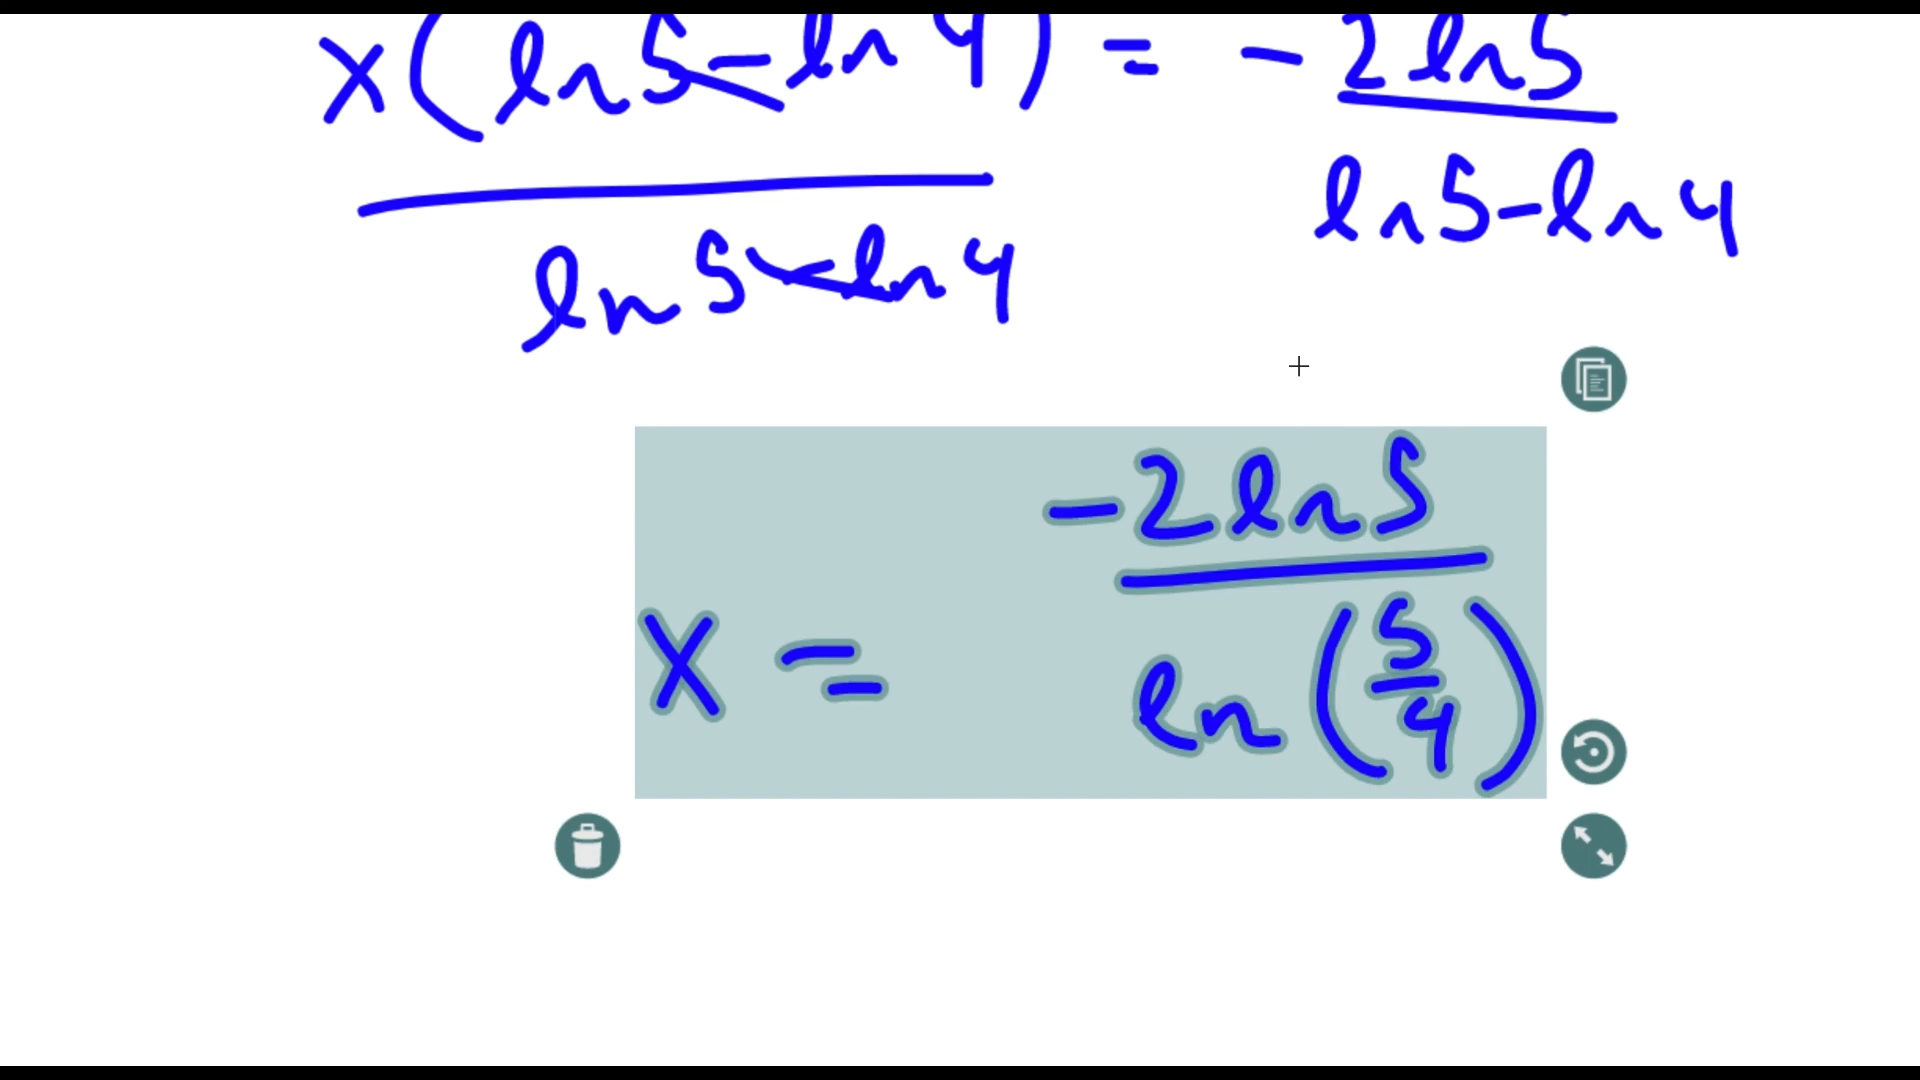 x(ln5-ln4) = -2ln5
ln5-ln4
ln5-ln4
-2ln5
x = ln(5/4)